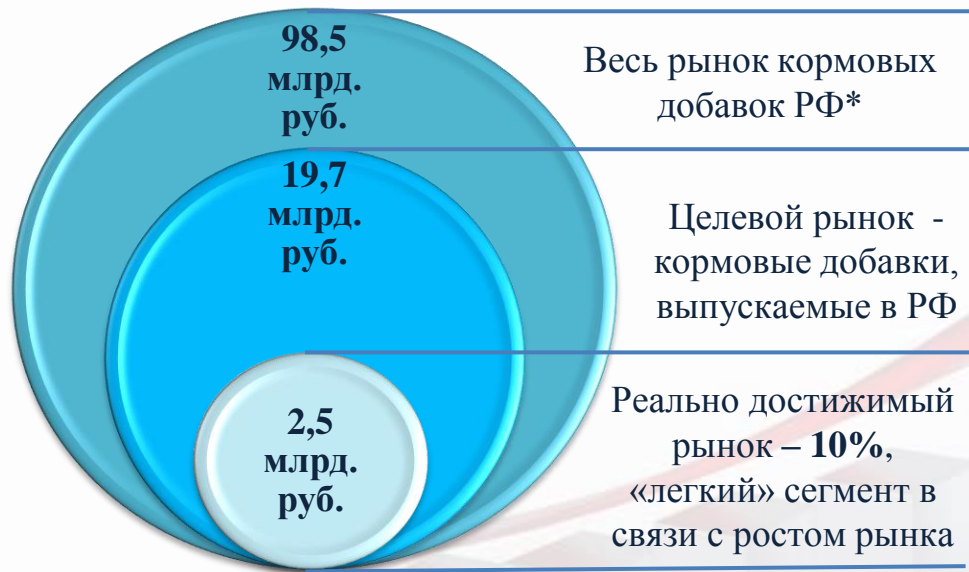 98,5
млрд.
руб.
Весь рынок кормовых
добавок РФ*
19,7
млрд.
руб.
Целевой рынок -
кормовые добавки,
выпускаемые в РФ
2,5
млрд.
руб.
Реально достижимый
рынок – 10%,
«легкий» сегмент в
связи с ростом рынка